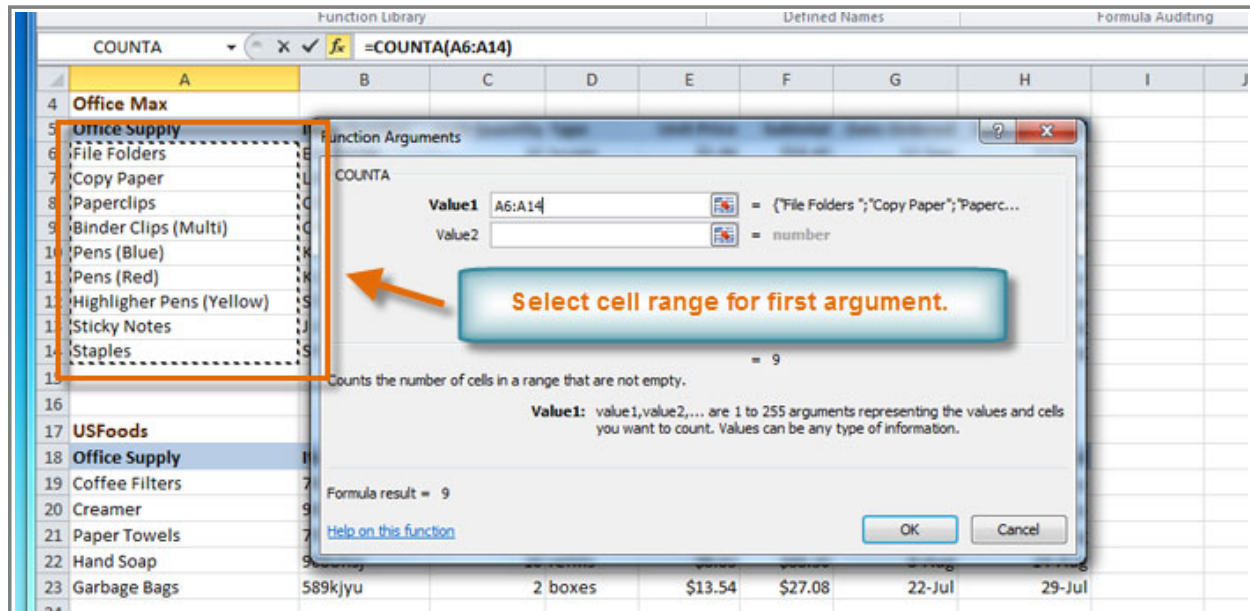 Function Library Defined Names Formula Auditing
COUNTA =COUNTA(A6:A14)
A B C D E F G H I J
4 Office Max
5 Office Supply
6 File Folders
7 Copy Paper
8 Paperclips
9 Binder Clips (Multi)
10 Pens (Blue)
11 Pens (Red)
12 Highligher Pens (Yellow)
13 Sticky Notes
14 Staples
15
16
17 USFoods
18 Office Supply
19 Coffee Filters
20 Creamer
21 Paper Towels
22 Hand Soap
23 Garbage Bags 589kjyu 2 boxes $13.54 $27.08 22-Jul 29-Jul
Function Arguments
COUNTA
Value1 A6:A14 = {"File Folders ";"Copy Paper";"Paperc...
Value2 = number
Select cell range for first argument.
= 9
Counts the number of cells in a range that are not empty.
Value1: value1,value2,... are 1 to 255 arguments representing the values and cells
you want to count. Values can be any type of information.
Formula result = 9
Help on this function
OK Cancel